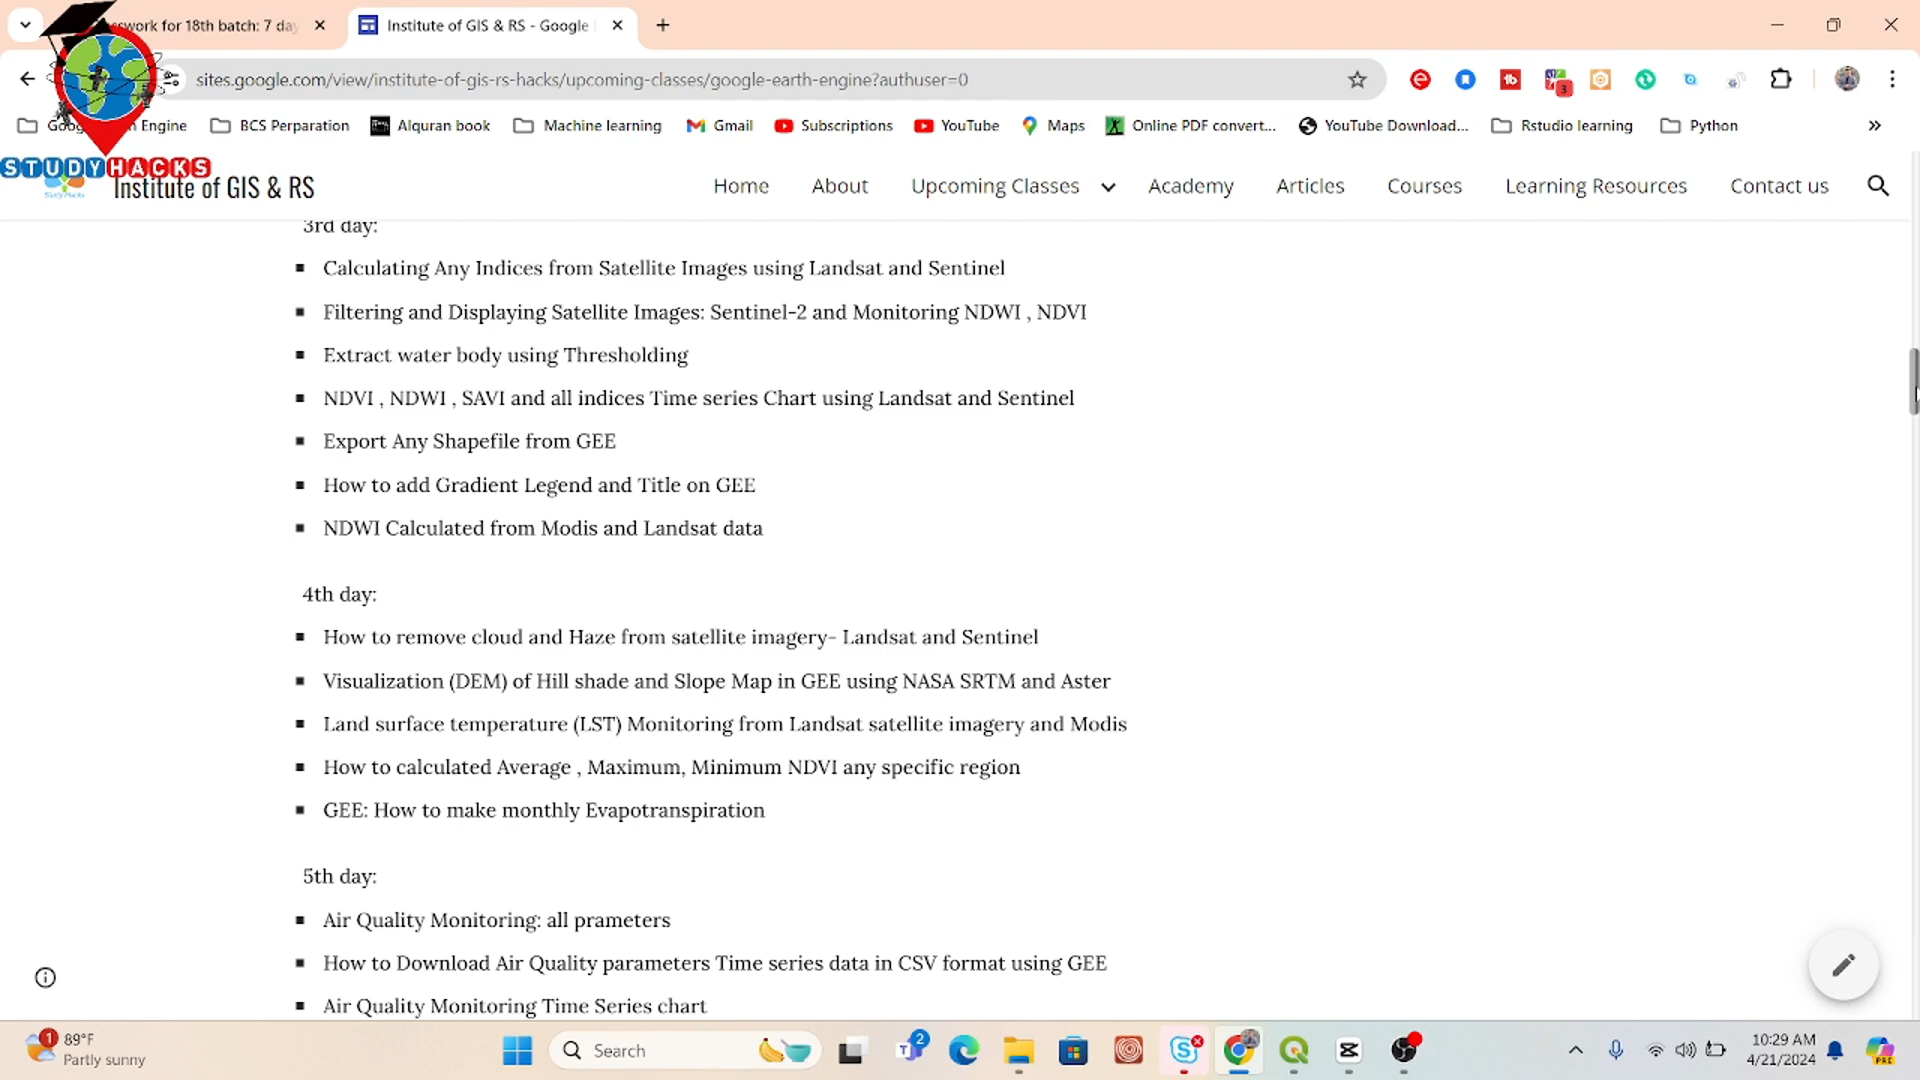 swork for 18th batch: 7 day
Institute of GIS & RS - Google
sites.google.com/view/institute-of-gis-rs-hacks/upcoming-classes/google-earth-engine?authuser=0
3
Engine
BCS Perparation
Alquran book
Machine learning
Gmail
Subscriptions
YouTube
Maps
Online PDF convert...
YouTube Download...
Rstudio learning
Python
STUDYHACKS
Institute of GIS & RS
Home
About
Upcoming Classes
Academy
Articles
Courses
Learning Resources
Contact us
3rd day:
Calculating Any Indices from Satellite Images using Landsat and Sentinel
Filtering and Displaying Satellite Images: Sentinel-2 and Monitoring NDWI , NDVI
Extract water body using Thresholding
NDVI , NDWI , SAVI and all indices Time series Chart using Landsat and Sentinel
Export Any Shapefile from GEE
How to add Gradient Legend and Title on GEE
NDWI Calculated from Modis and Landsat data
4th day:
How to remove cloud and Haze from satellite imagery- Landsat and Sentinel
Visualization (DEM) of Hill shade and Slope Map in GEE using NASA SRTM and Aster
Land surface temperature (LST) Monitoring from Landsat satellite imagery and Modis
How to calculated Average , Maximum, Minimum NDVI any specific region
GEE: How to make monthly Evapotranspiration
5th day:
Air Quality Monitoring: all prameters
How to Download Air Quality parameters Time series data in CSV format using GEE
Air Quality Monitoring Time Series chart
1
89°F
Partly sunny
Search
2
10:29 AM
4/21/2024
PRE